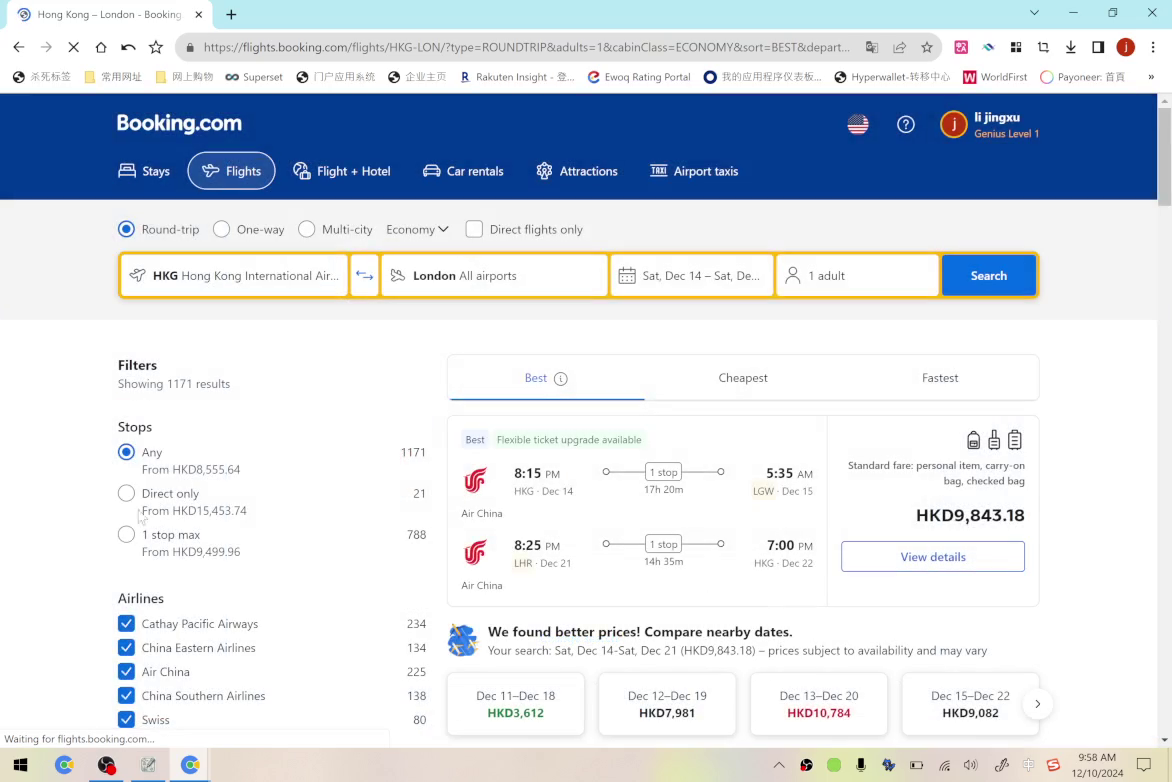 Hong Kong – London - Booking
https://flights.booking.com/flights/HKG-LON/?type=ROUNDTRIP&adults=1&cabinClass=ECONOMY&sort=BEST&depart...
j
杀死标签
常用网址
网上购物
Superset
门户应用系统
企业主页
Rakuten Insight - 登...
Ewoq Rating Portal
我的应用程序仪表板...
Hyperwallet-转移中心
WorldFirst
Payoneer: 首頁
»
Booking.com
j
li jingxu
Genius Level 1
Stays
Flights
Flight + Hotel
Car rentals
Attractions
TAXI Airport taxis
Round-trip
One-way
Multi-city
Economy
Direct flights only
HKG Hong Kong International Air...
London All airports
Sat, Dec 14 – Sat, De...
1 adult
Search
Filters
Showing 1171 results
Stops
Any 1171
From HKD8,555.64
Direct only 21
From HKD15,453.74
1 stop max 788
From HKD9,499.96
Airlines
Cathay Pacific Airways 234
China Eastern Airlines 134
Air China 225
China Southern Airlines 138
Swiss 80
Best
Cheapest
Fastest
Best Flexible ticket upgrade available
8:15 PM 1 stop 5:35 AM
HKG · Dec 14 17h 20m LGW · Dec 15
Air China
8:25 PM 1 stop 7:00 PM
LHR · Dec 21 14h 35m HKG · Dec 22
Air China
Standard fare: personal item, carry-on
bag, checked bag
HKD9,843.18
View details
We found better prices! Compare nearby dates.
Your search: Sat, Dec 14-Sat, Dec 21 (HKD9,843.18) – prices subject to availability and may vary
Dec 11–Dec 18
HKD3,612
Dec 12–Dec 19
HKD7,981
Dec 13–Dec 20
HKD10,784
Dec 15–Dec 22
HKD9,082
Waiting for flights.booking.com...
9:58 AM
12/10/2024